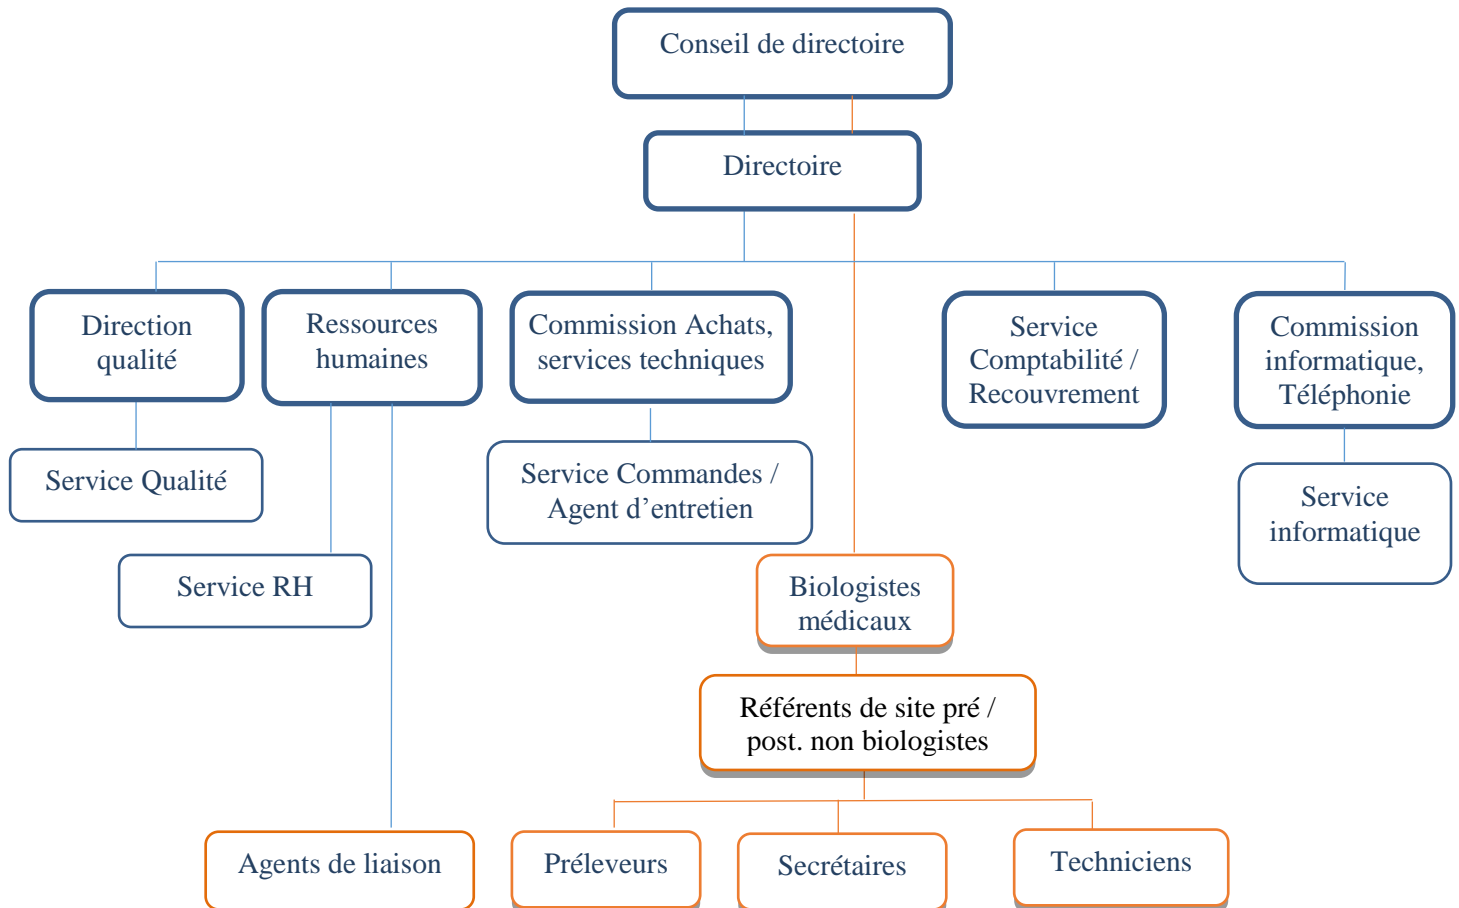 Conseil de directoire
Directoire
Direction
qualité
Ressources
humaines
Commission Achats,
services techniques
Service
Comptabilité /
Recouvrement
Commission
informatique,
Téléphonie
Service Qualité
Service Commandes /
Agent d’entretien
Service
informatique
Service RH
Biologistes
médicaux
Référents de site pré /
post. non biologistes
Agents de liaison
Préleveurs
Secrétaires
Techniciens